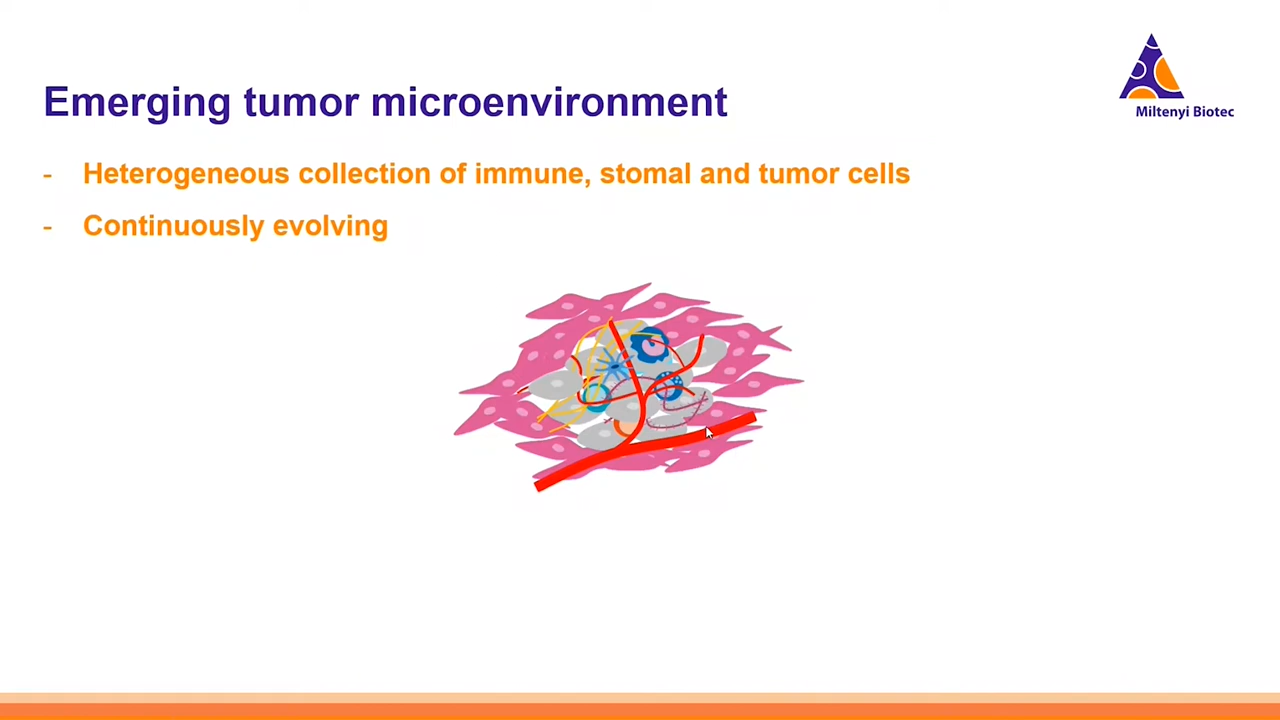 Miltenyi Biotec
Emerging tumor microenvironment
- Heterogeneous collection of immune, stomal and tumor cells
- Continuously evolving